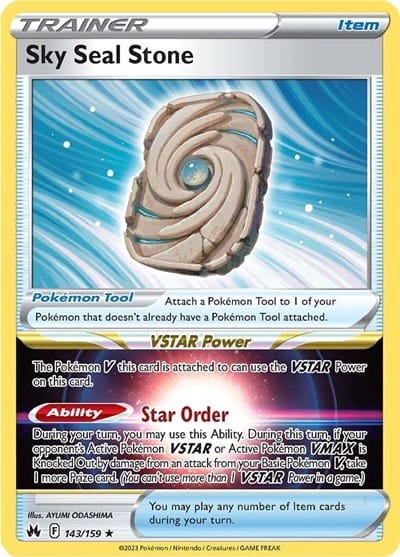 TRAINER Item
Sky Seal Stone
Pokémon Tool Attach a Pokémon Tool to 1 of your
Pokémon that doesn't already have a Pokémon Tool attached.
VSTAR Power
The Pokémon V this card is attached to can use the VSTAR Power
on this card.
Ability Star Order
During your turn, you may use this Ability. During this turn, if your
opponent's Active Pokémon VSTAR or Active Pokémon VMAX is
Knocked Out by damage from an attack from your Basic Pokémon V, take
1 more Prize card. (You can't use more than 1 VSTAR Power in a game.)
Illus. AYUMI ODASHIMA
F 143/159 ★
You may play any number of Item cards
during your turn.
©2023 Pokémon / Nintendo / Creatures / GAME FREAK